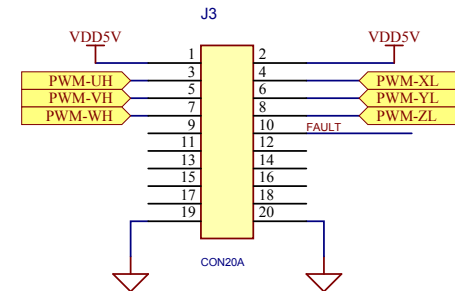 J3
VDD5V VDD5V
1 2
PWM-UH 3 4 PWM-XL
PWM-VH 5 6 PWM-YL
PWM-WH 7 8 PWM-ZL
9 10 FAULT
11 12
13 14
15 16
17 18
19 20
CON20A